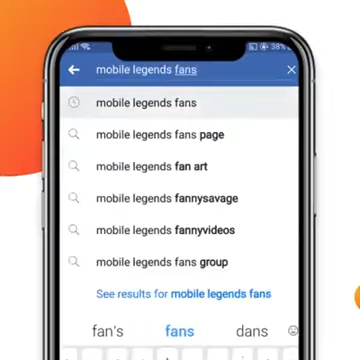 38%
mobile legends fans
mobile legends fans
mobile legends fans page
mobile legends fan art
mobile legends fannysavage
mobile legends fannyvideos
mobile legends fans group
See results for mobile legends fans
fan's fans dans